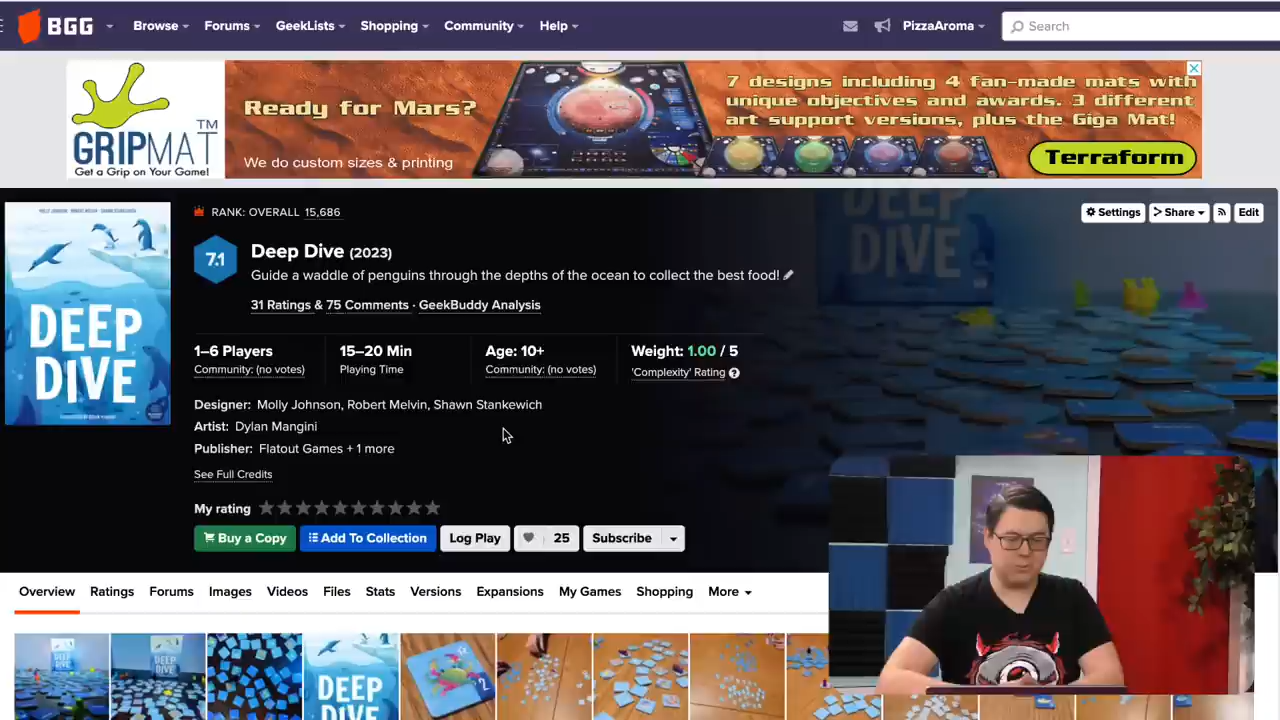 BGG
Browse
Forums
GeekLists
Shopping
Community
Help
PizzaAroma
Search
GRIPMAT™
Get a Grip on Your Game!
Ready for Mars?
We do custom sizes & printing
7 designs including 4 fan-made mats with
unique objectives and awards. 3 different
art support versions, plus the Giga Mat!
Terraform
RANK: OVERALL 15,686
Settings
Share
Edit
DEEP
DIVE
7.1
Deep Dive (2023)
Guide a waddle of penguins through the depths of the ocean to collect the best food!
31 Ratings & 75 Comments · GeekBuddy Analysis
1–6 Players
Community: (no votes)
15–20 Min
Playing Time
Age: 10+
Community: (no votes)
Weight: 1.00 / 5
'Complexity' Rating
Designer: Molly Johnson, Robert Melvin, Shawn Stankewich
Artist: Dylan Mangini
Publisher: Flatout Games + 1 more
See Full Credits
My rating
Buy a Copy
Add To Collection
Log Play
25
Subscribe
DEEP
DIVE
Overview
Ratings
Forums
Images
Videos
Files
Stats
Versions
Expansions
My Games
Shopping
More
DEEP
DIVE
DEEP
DIVE
DEEP
DIVE
2